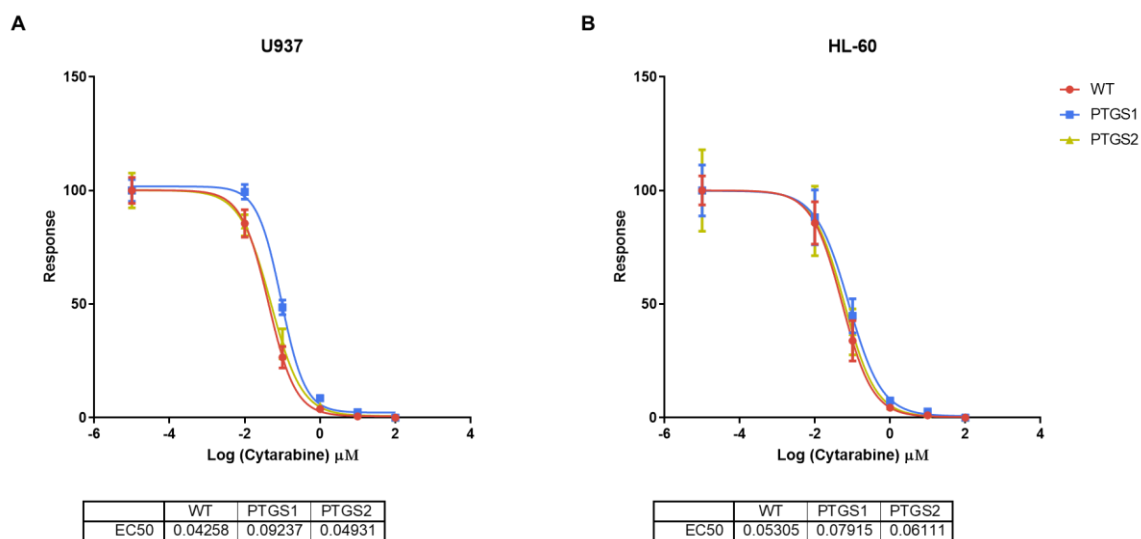 A
U937
150
100
50
0
Response
-6 -4 -2 0 2 4
Log (Cytarabine) µM
WT PTGS1 PTGS2
EC50 0.04258 0.09237 0.04931
B
HL-60
150
100
50
0
Response
-6 -4 -2 0 2 4
Log (Cytarabine) µM
WT
PTGS1
PTGS2
WT PTGS1 PTGS2
EC50 0.05305 0.07915 0.06111